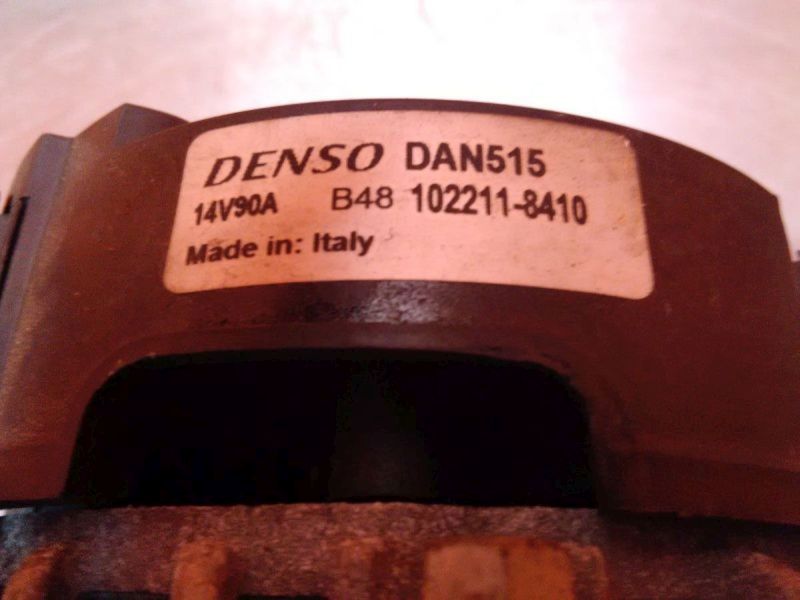 DENSO DAN515
14V90A B48 102211-8410
Made in: Italy